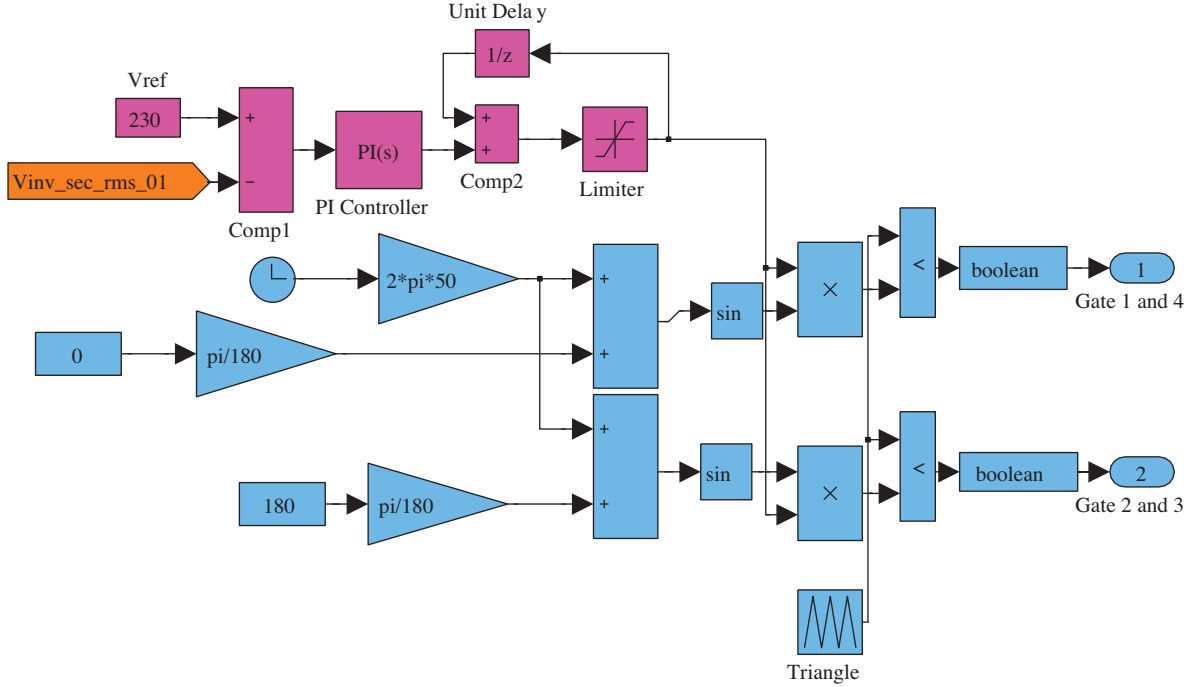 Unit Dela y
1/z
Vref
230
+
-
Vinv_sec_rms_01
Comp1
PI(s)
PI Controller
+
+
Comp2
Limiter
2*pi*50
0
pi/180
+
+
sin
×
<
boolean
1
Gate 1 and 4
180
pi/180
+
+
sin
×
<
boolean
2
Gate 2 and 3
Triangle